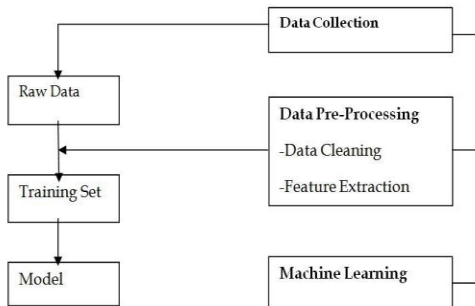 Data Collection
Raw Data
Data Pre-Processing
-Data Cleaning
-Feature Extraction
Training Set
Model
Machine Learning